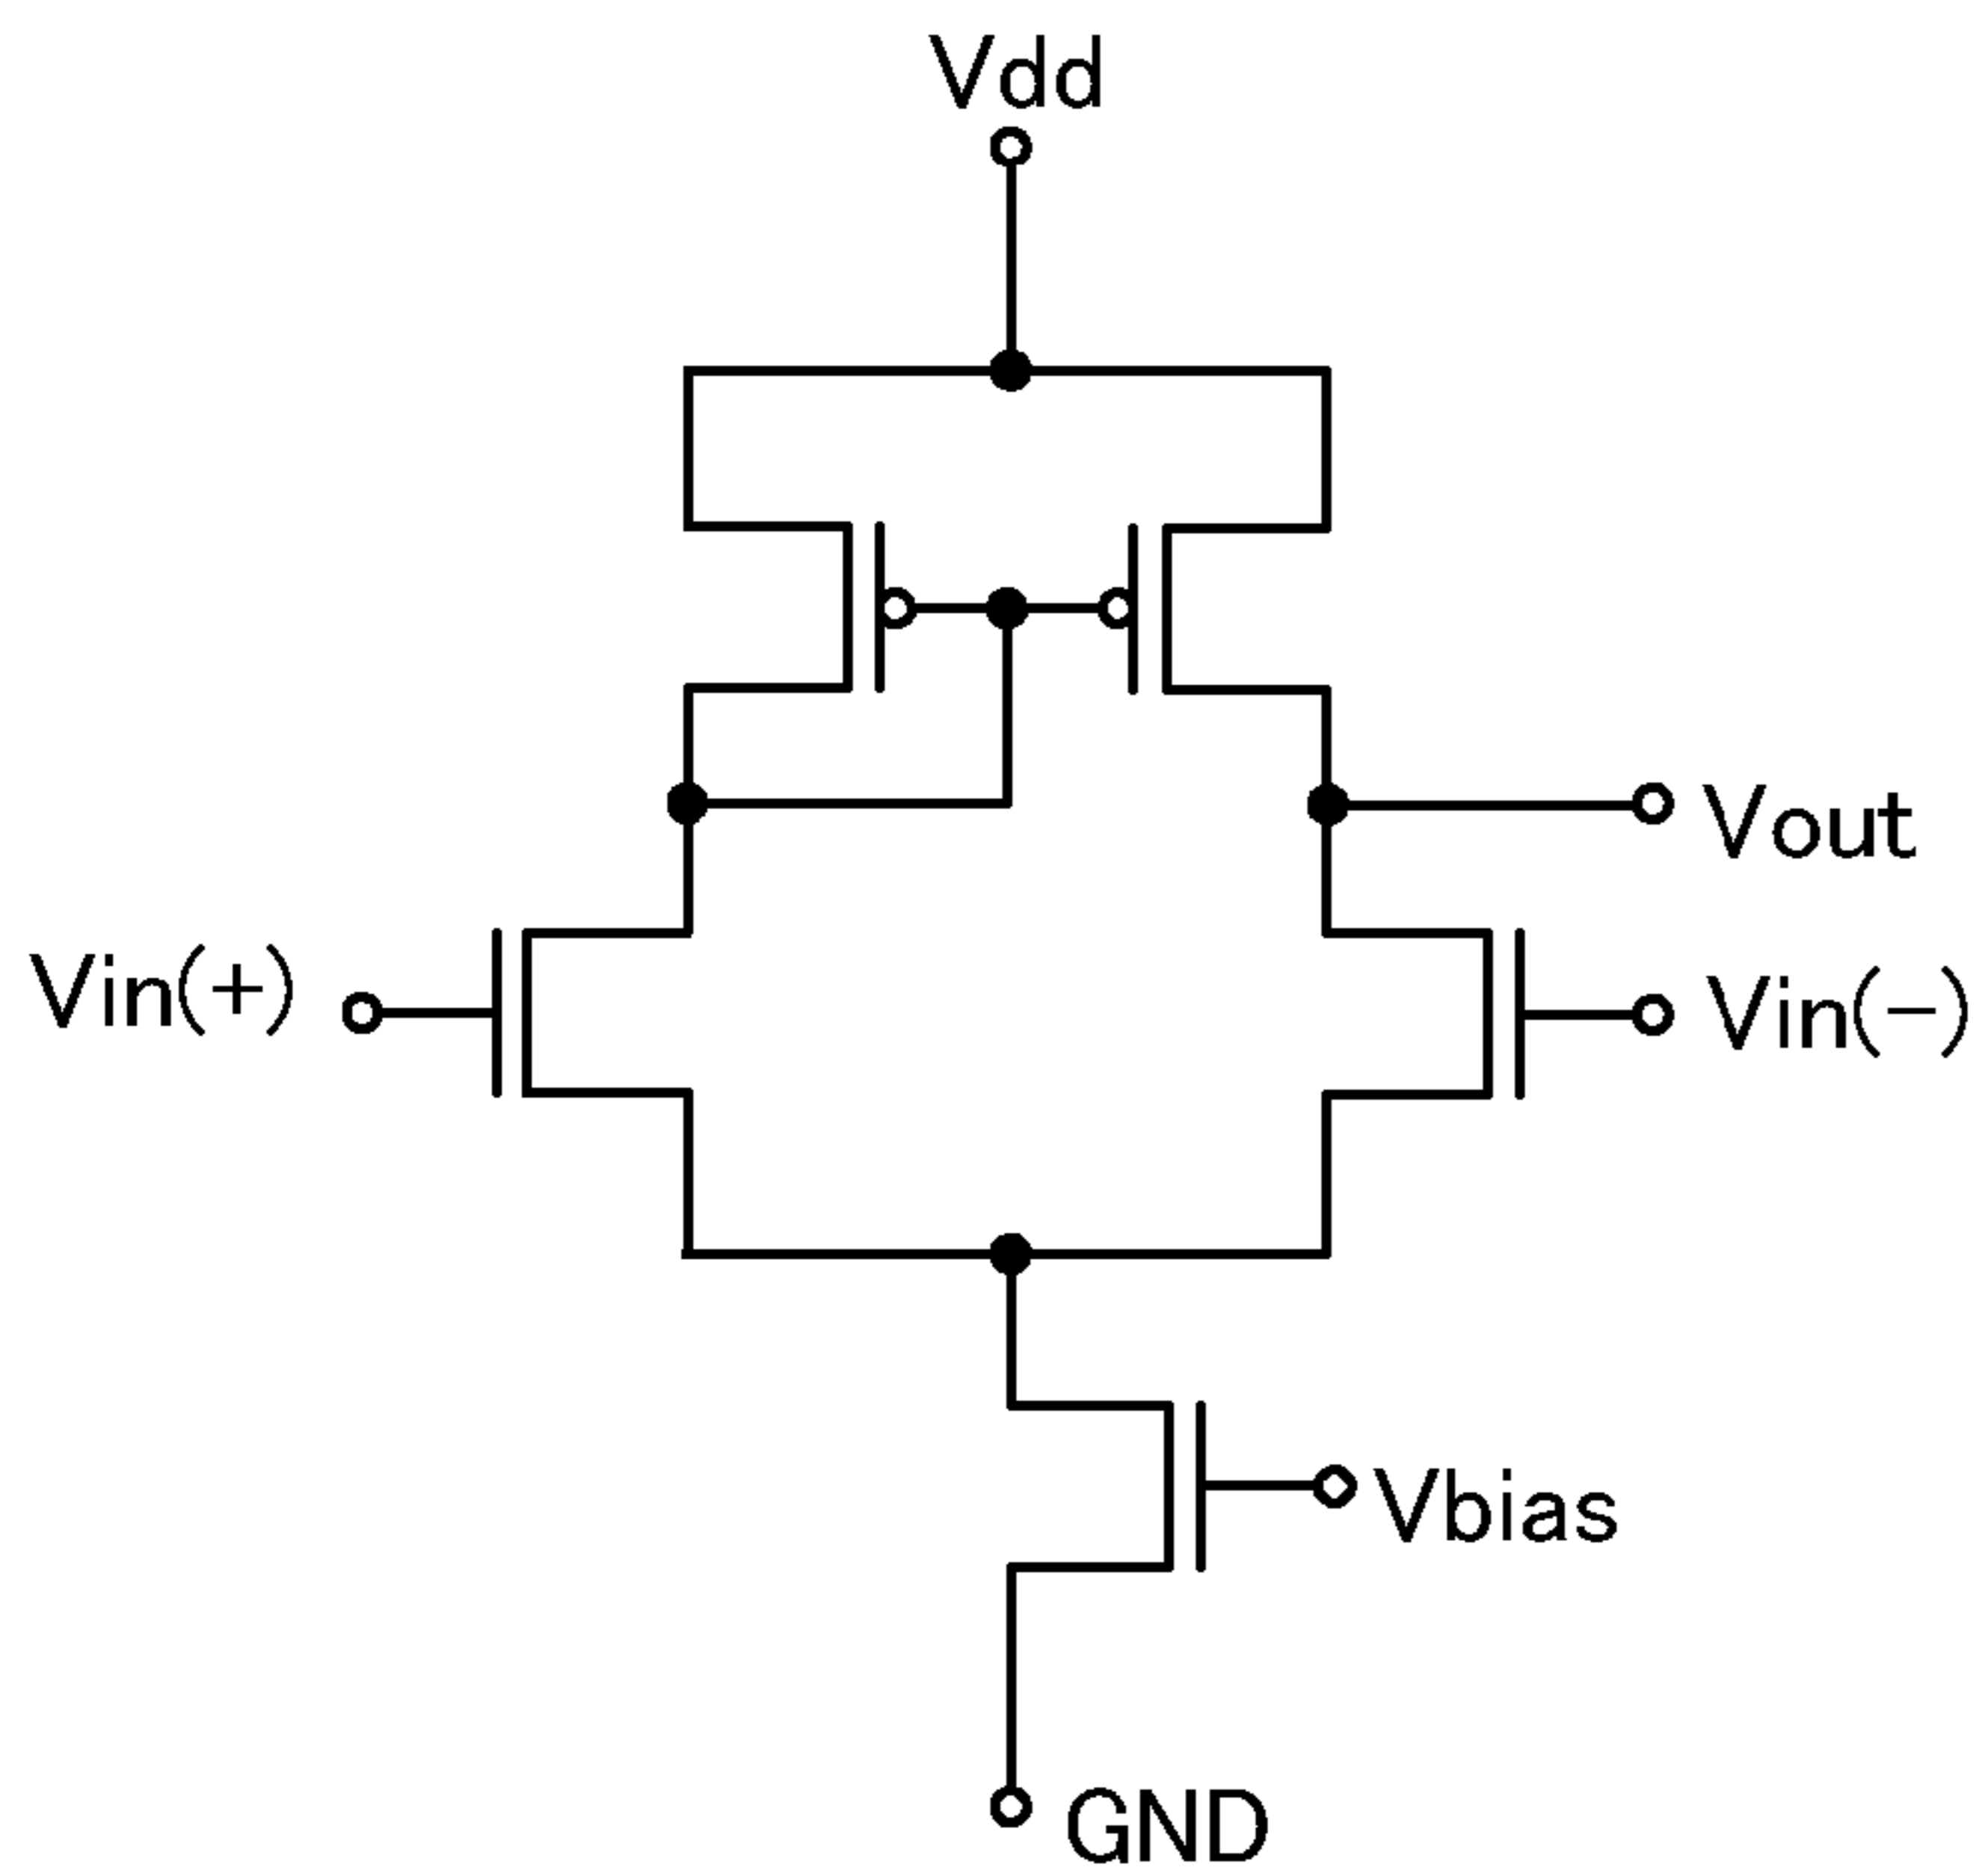 Vdd
Vout
Vin(+)
Vin(-)
Vbias
GND